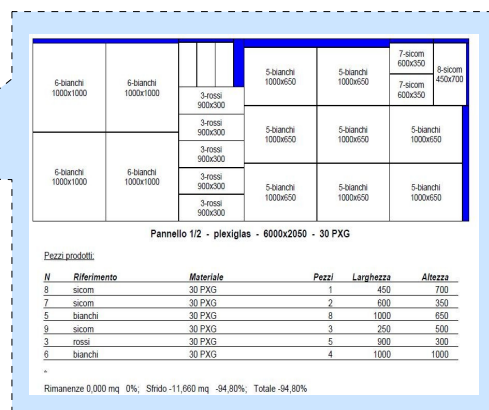 6-bianchi
1000x1000
6-bianchi
1000x1000
3-rossi
900x300
5-bianchi
1000x650
5-bianchi
1000x650
7-sicom
600x350
8-sicom
450x700
7-sicom
600x350
3-rossi
900x300
5-bianchi
1000x650
5-bianchi
1000x650
5-bianchi
1000x650
6-bianchi
1000x1000
6-bianchi
1000x1000
3-rossi
900x300
3-rossi
900x300
5-bianchi
1000x650
5-bianchi
1000x650
5-bianchi
1000x650
3-rossi
900x300
Pannello 1/2 - plexiglas - 6000x2050 - 30 PXG
Pezzi prodotti:
N Riferimento Materiale Pezzi Larghezza Altezza
8 sicom 30 PXG 1 450 700
7 sicom 30 PXG 2 600 350
5 bianchi 30 PXG 8 1000 650
9 sicom 30 PXG 3 250 500
3 rossi 30 PXG 5 900 300
6 bianchi 30 PXG 4 1000 1000
Rimanenze 0,000 mq 0%; Sfrido -11,660 mq -94,80%; Totale -94,80%